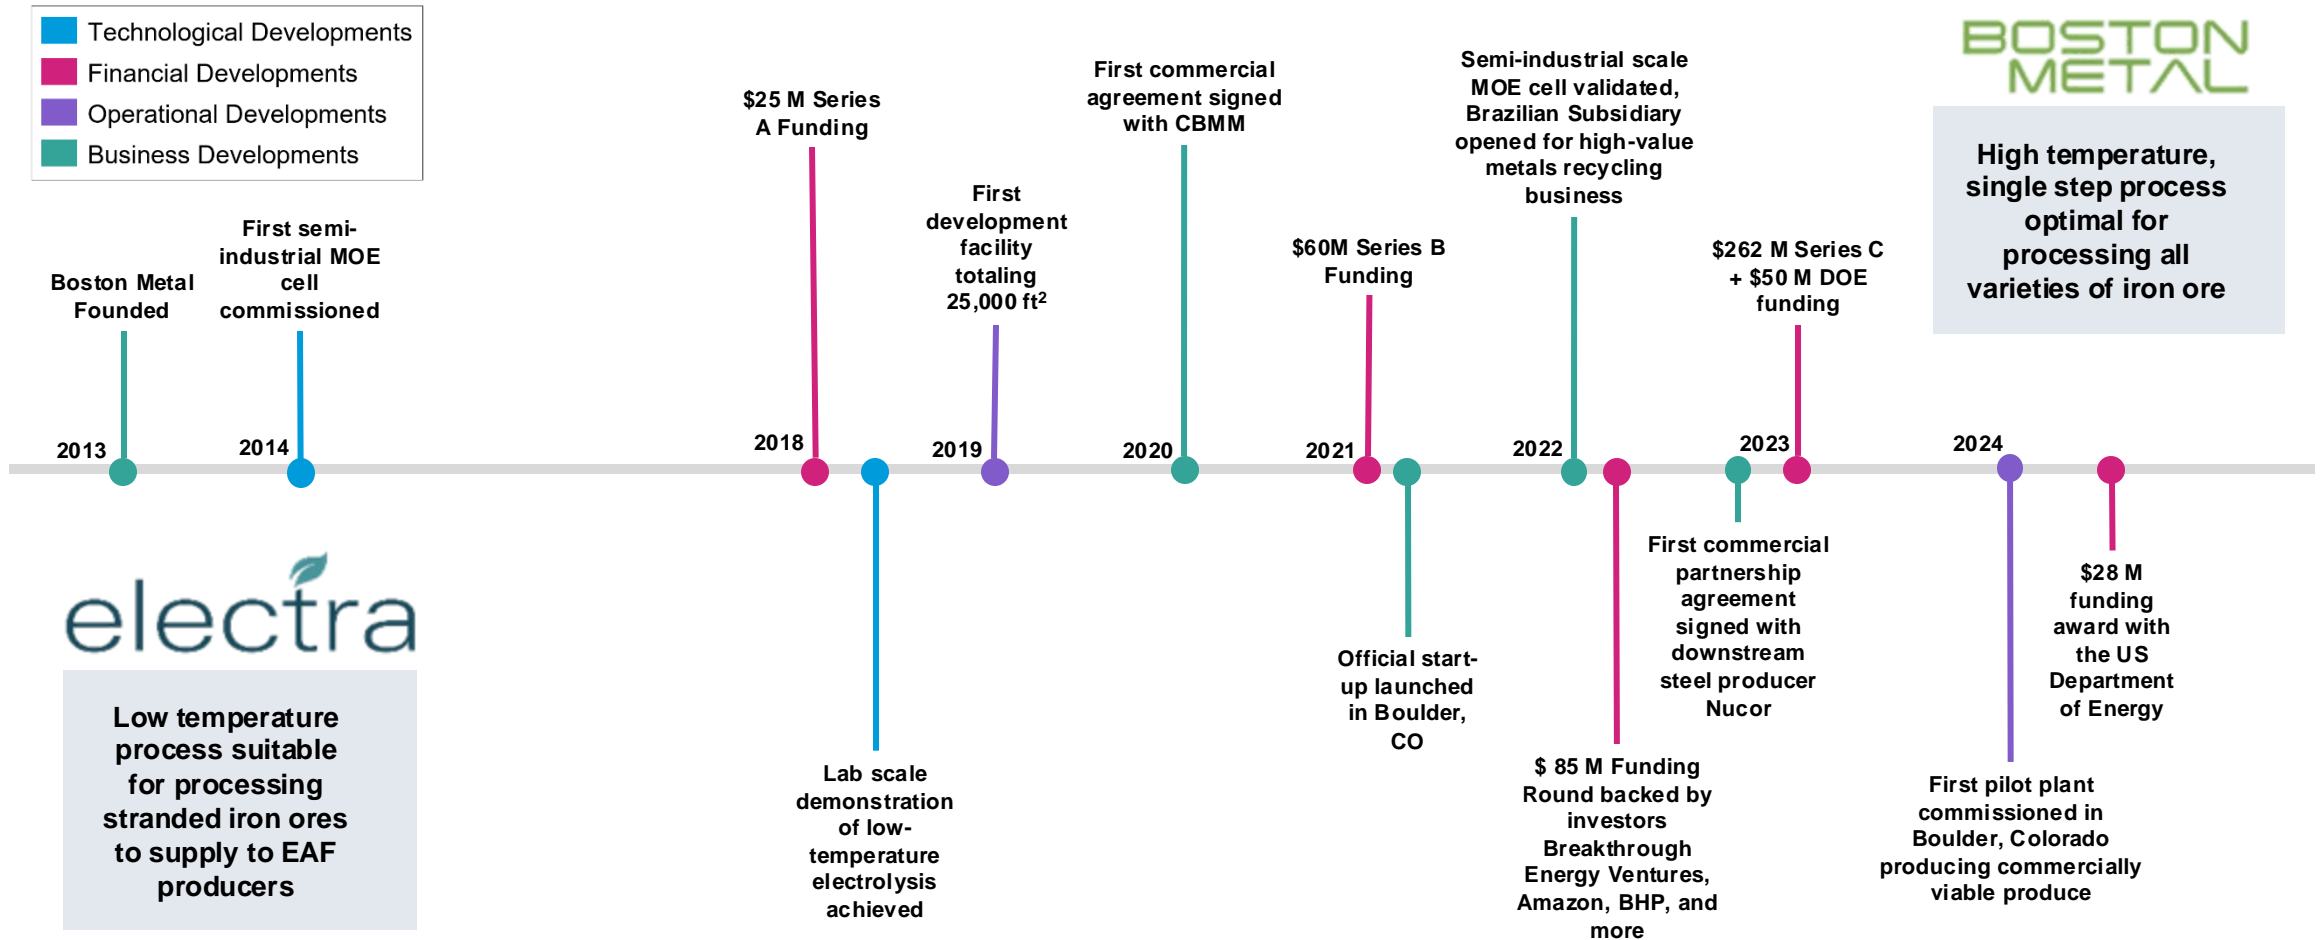 Technological Developments
Financial Developments
Operational Developments
Business Developments
BOSTON
METAL
High temperature,
single step process
optimal for
processing all
varieties of iron ore
Boston Metal
Founded
First semi-
industrial MOE
cell
commissioned
$25 M Series
A Funding
First
development
facility
totaling
25,000 ft²
First commercial
agreement signed
with CBMM
$60M Series B
Funding
Semi-industrial scale
MOE cell validated,
Brazilian Subsidiary
opened for high-value
metals recycling
business
$262 M Series C
+ $50 M DOE
funding
2013
2014
2018
2019
2020
2021
2022
2023
2024
electra
Low temperature
process suitable
for processing
stranded iron ores
to supply to EAF
producers
Lab scale
demonstration
of low-
temperature
electrolysis
achieved
Official start-
up launched
in Boulder,
CO
$ 85 M Funding
Round backed by
investors
Breakthrough
Energy Ventures,
Amazon, BHP, and
more
First commercial
partnership
agreement
signed with
downstream
steel producer
Nucor
First pilot plant
commissioned in
Boulder, Colorado
producing commercially
viable produce
$28 M
funding
award with
the US
Department
of Energy